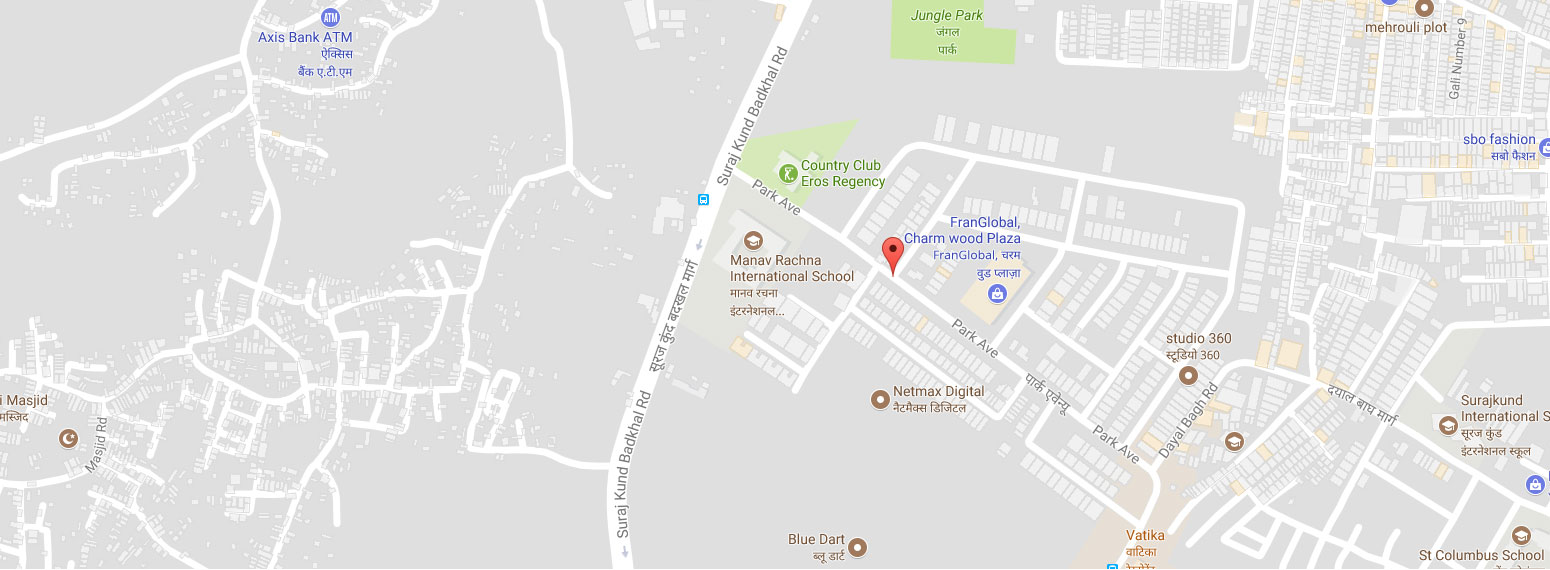 Jungle Park
जंगल
पार्क
mehrouli plot
ATM
Axis Bank ATM
ऐक्सिस
बैंक ए.टी.एम
Gali Number 9
Suraj Kund Badkhal Rd
sbo fashion
सबो फैशन
Country Club
Eros Regency
Park Ave
FranGlobal,
Charm wood Plaza
FranGlobal, चरम
वुड प्लाज़ा
Manav Rachna
International School
मानव रचना
इंटरनेशनल...
सूरज कुंद बदखल मार्ग
Park Ave
studio 360
स्टूडियो 360
Netmax Digital
नैटमैक्स डिजिटल
पार्क एवेन्यू
दयाल बाघ मार्ग
i Masjid
मस्जिद
Masjid Rd
Suraj Kund Badkhal Rd
Park Ave
Dayal Bagh Rd
Surajkund
International S
सूरज कुंड
इंटरनेशनल स्कूल
Blue Dart
ब्लू डार्ट
Vatika
वाटिका
St Columbus School